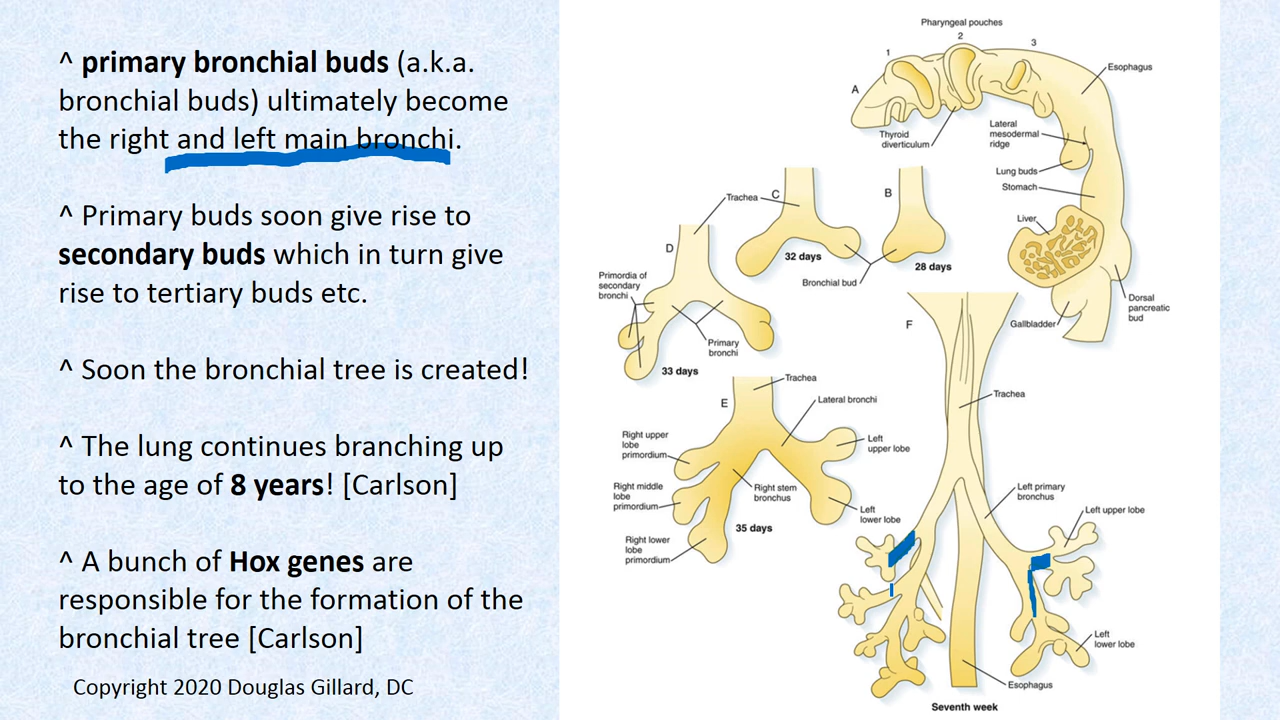 ^ primary bronchial buds (a.k.a.
bronchial buds) ultimately become
the right and left main bronchi.
^ Primary buds soon give rise to
secondary buds which in turn give
rise to tertiary buds etc.
^ Soon the bronchial tree is created!
^ The lung continues branching up
to the age of 8 years! [Carlson]
^ A bunch of Hox genes are
responsible for the formation of the
bronchial tree [Carlson]
Copyright 2020 Douglas Gillard, DC
Pharyngeal pouches
1
2
3
Esophagus
A
Thyroid
diverticulum
Lateral
mesodermal
ridge
Lung buds
Stomach
Liver
Dorsal
pancreatic
bud
Gallbladder
B
28 days
C
Trachea
32 days
Bronchial bud
D
Primordia of
secondary
bronchi
Primary
bronchi
33 days
E
Trachea
Lateral bronchi
Right upper
lobe
primordium
Left
upper lobe
Right middle
lobe
primordium
Right stem
bronchus
Left
lower lobe
35 days
Right lower
lobe
primordium
F
Trachea
Left primary
bronchus
Left upper lobe
Left
lower lobe
Esophagus
Seventh week